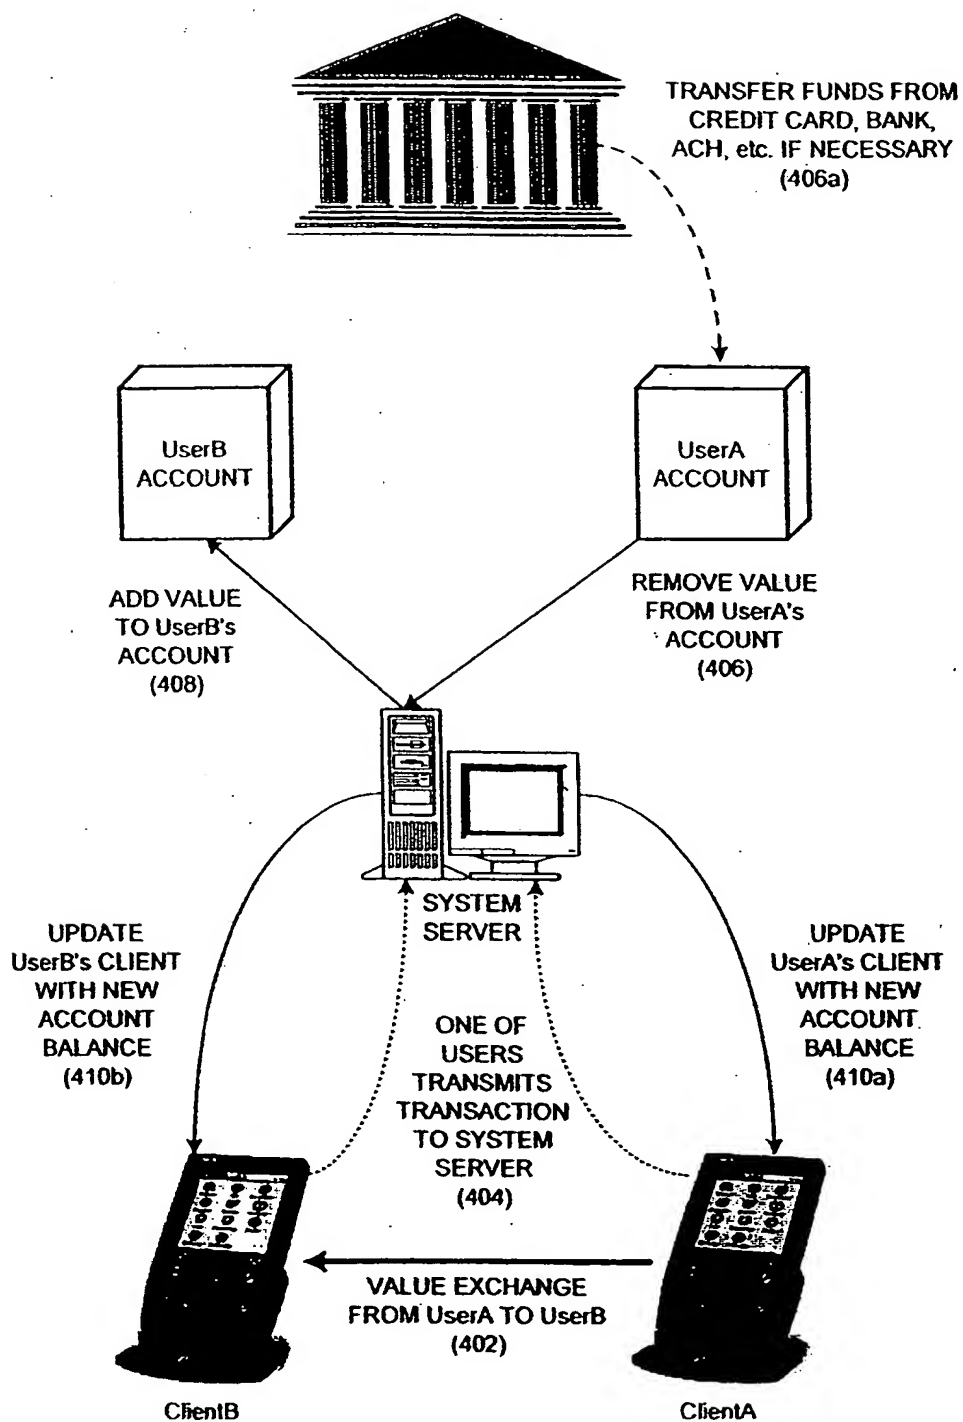 TRANSFER FUNDS FROM
CREDIT CARD, BANK,
ACH, etc. IF NECESSARY
(406a)
UserB
ACCOUNT
UserA
ACCOUNT
ADD VALUE
TO UserB's
ACCOUNT
(408)
REMOVE VALUE
FROM UserA's
ACCOUNT
(406)
SYSTEM
SERVER
UPDATE
UserB's CLIENT
WITH NEW
ACCOUNT
BALANCE
(410b)
ONE OF
USERS
TRANSMITS
TRANSACTION
TO SYSTEM
SERVER
(404)
UPDATE
UserA's CLIENT
WITH NEW
ACCOUNT
BALANCE
(410a)
VALUE EXCHANGE
FROM UserA TO UserB
(402)
ClientB
ClientA